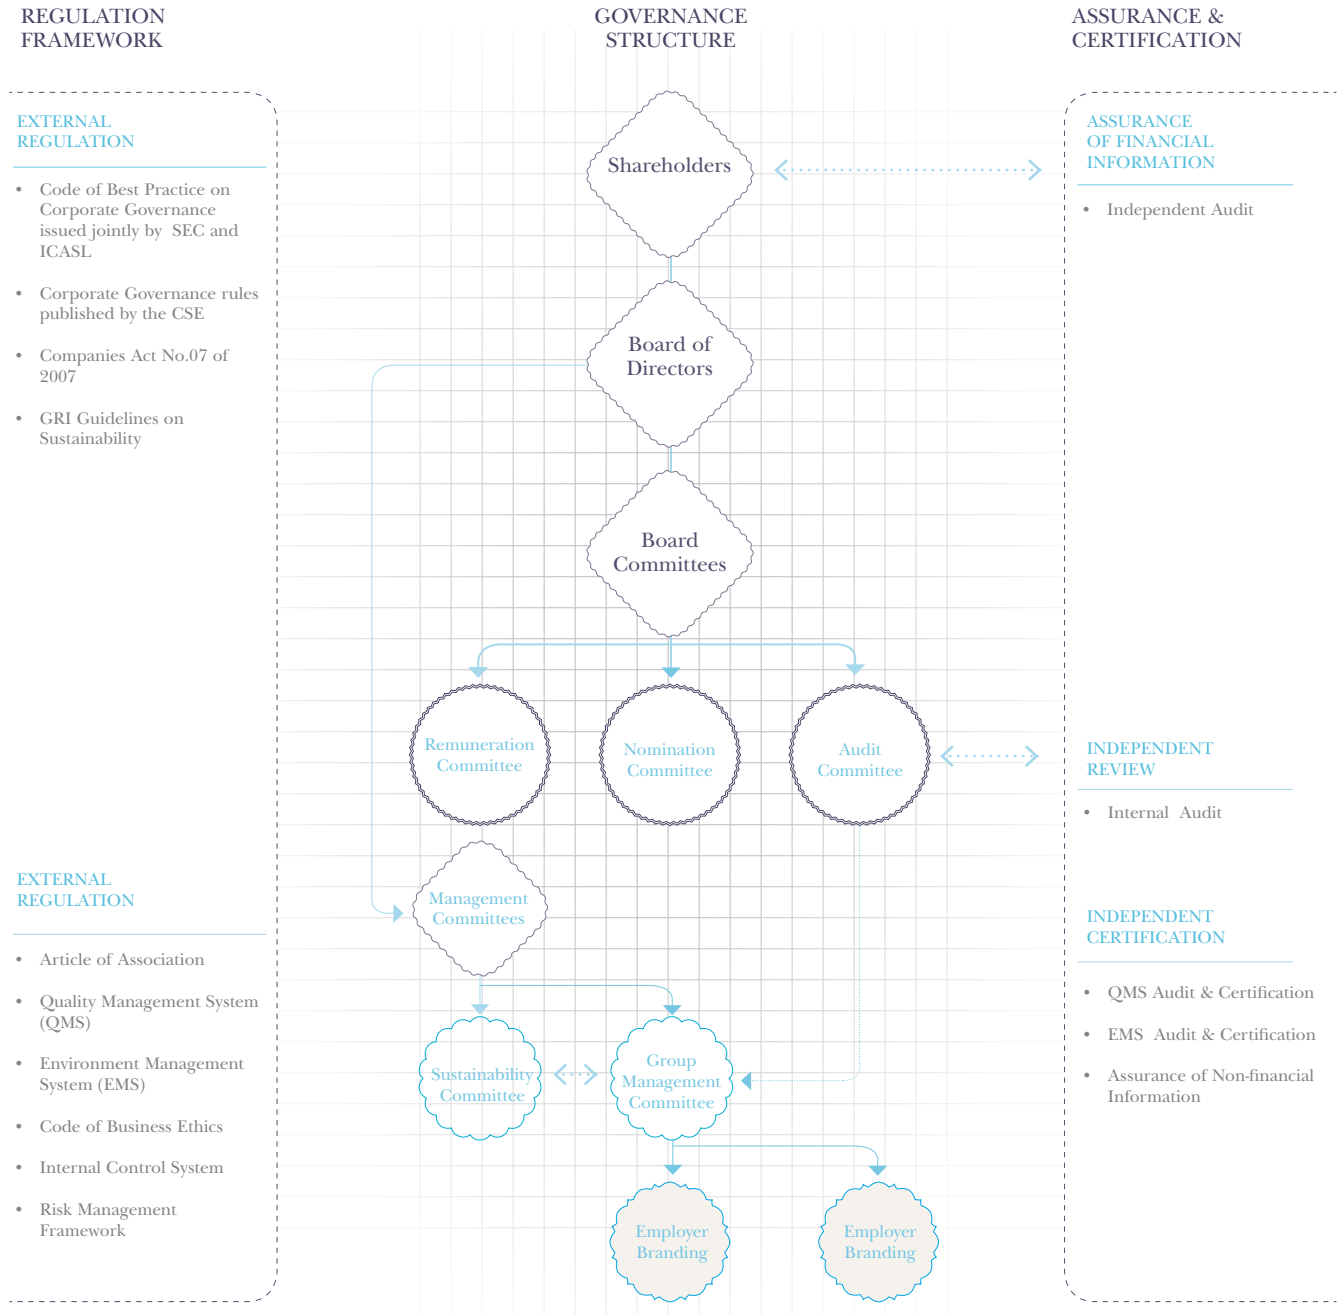 REGULATION
FRAMEWORK
EXTERNAL
REGULATION
• Code of Best Practice on
Corporate Governance
issued jointly by SEC and
ICASL
• Corporate Governance rules
published by the CSE
• Companies Act No.07 of
2007
• GRI Guidelines on
Sustainability
EXTERNAL
REGULATION
• Article of Association
• Quality Management System
(QMS)
• Environment Management
System (EMS)
• Code of Business Ethics
• Internal Control System
• Risk Management
Framework
GOVERNANCE
STRUCTURE
Shareholders
Board of
Directors
Board
Committees
Remuneration
Committee
Nomination
Committee
Audit
Committee
Management
Committees
Sustainability
Committee
Group
Management
Committee
Employer
Branding
Employer
Branding
ASSURANCE &
CERTIFICATION
ASSURANCE
OF FINANCIAL
INFORMATION
• Independent Audit
INDEPENDENT
REVIEW
• Internal Audit
INDEPENDENT
CERTIFICATION
• QMS Audit & Certification
• EMS Audit & Certification
• Assurance of Non-financial
Information